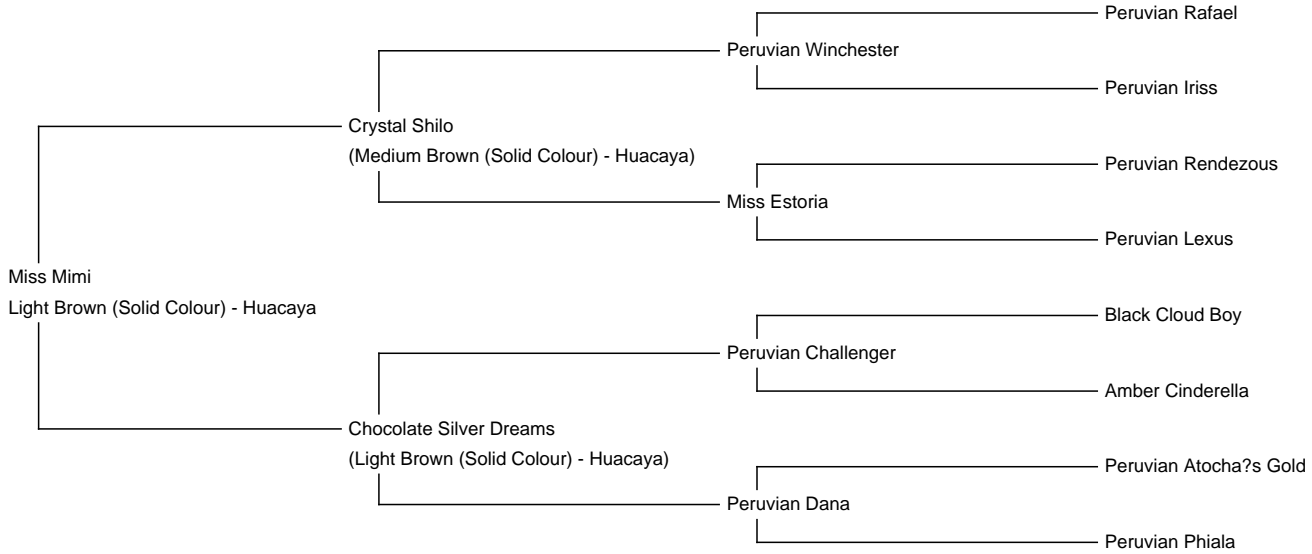 Peruvian Rafael
Peruvian Winchester
Peruvian Iriss
Crystal Shilo
(Medium Brown (Solid Colour) - Huacaya)
Peruvian Rendezous
Miss Estoria
Peruvian Lexus
Miss Mimi
Light Brown (Solid Colour) - Huacaya
Black Cloud Boy
Peruvian Challenger
Amber Cinderella
Chocolate Silver Dreams
(Light Brown (Solid Colour) - Huacaya)
Peruvian Atocha?s Gold
Peruvian Dana
Peruvian Phiala